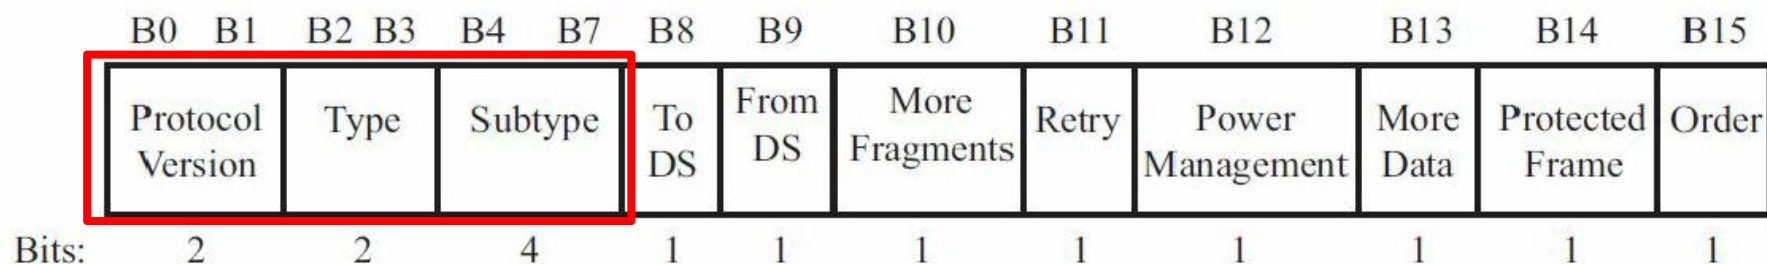 B0 B1 B2 B3 B4 B7 B8 B9 B10 B11 B12 B13 B14 B15
Protocol Version
Type
Subtype
To DS
From DS
More Fragments
Retry
Power Management
More Data
Protected Frame
Order
Bits: 2 2 4 1 1 1 1 1 1 1 1